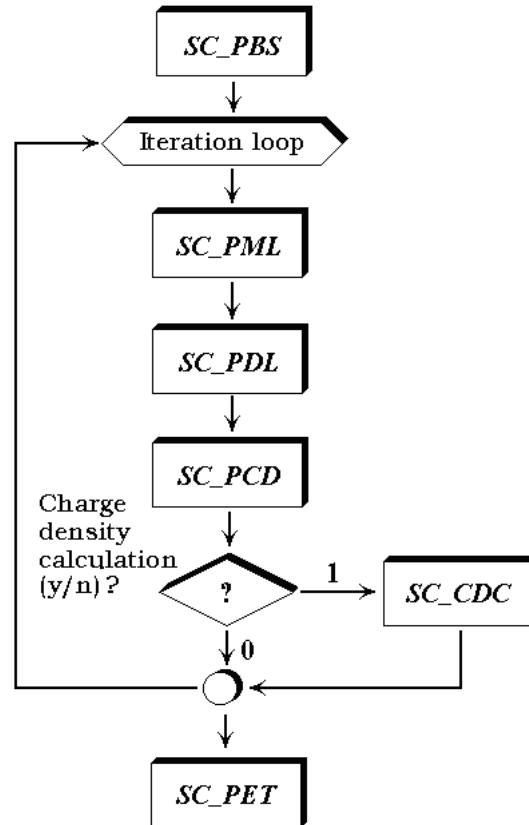 SC_PBS
Iteration loop
SC_PML
SC_PDL
SC_PCD
Charge
density
calculation
(y/n) ?
?
1
SC_CDC
0
SC_PET